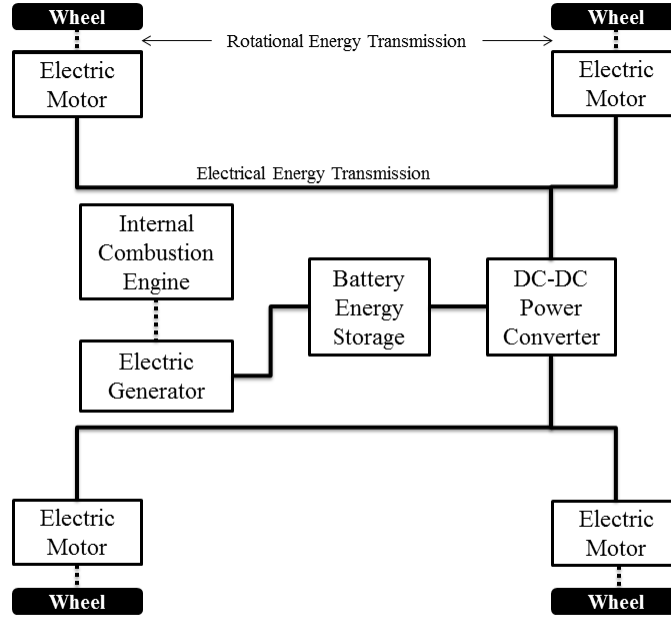 Wheel
Wheel
Rotational Energy Transmission
Electric
Motor
Electric
Motor
Electrical Energy Transmission
Internal
Combustion
Engine
Battery
Energy
Storage
DC-DC
Power
Converter
Electric
Generator
Electric
Motor
Electric
Motor
Wheel
Wheel